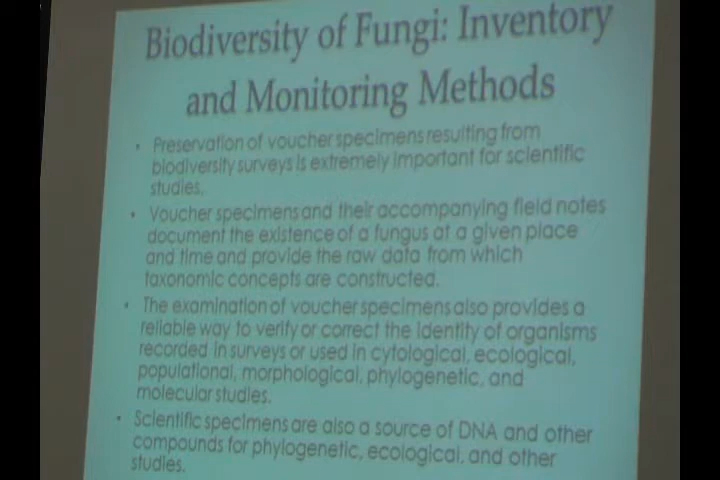 Biodiversity of Fungi: Inventory
and Monitoring Methods
• Preservation of voucher specimens resulting from
biodiversity surveys is extremely important for scientific
studies.
• Voucher specimens and their accompanying field notes
document the existence of a fungus at a given place
and time and provide the raw data from which
taxonomic concepts are constructed.
• The examination of voucher specimens also provides a
reliable way to verify or correct the identity of organisms
recorded in surveys or used in cytological, ecological,
populational, morphological, phylogenetic, and
molecular studies.
• Scientific specimens are also a source of DNA and other
compounds for phylogenetic, ecological, and other
studies.